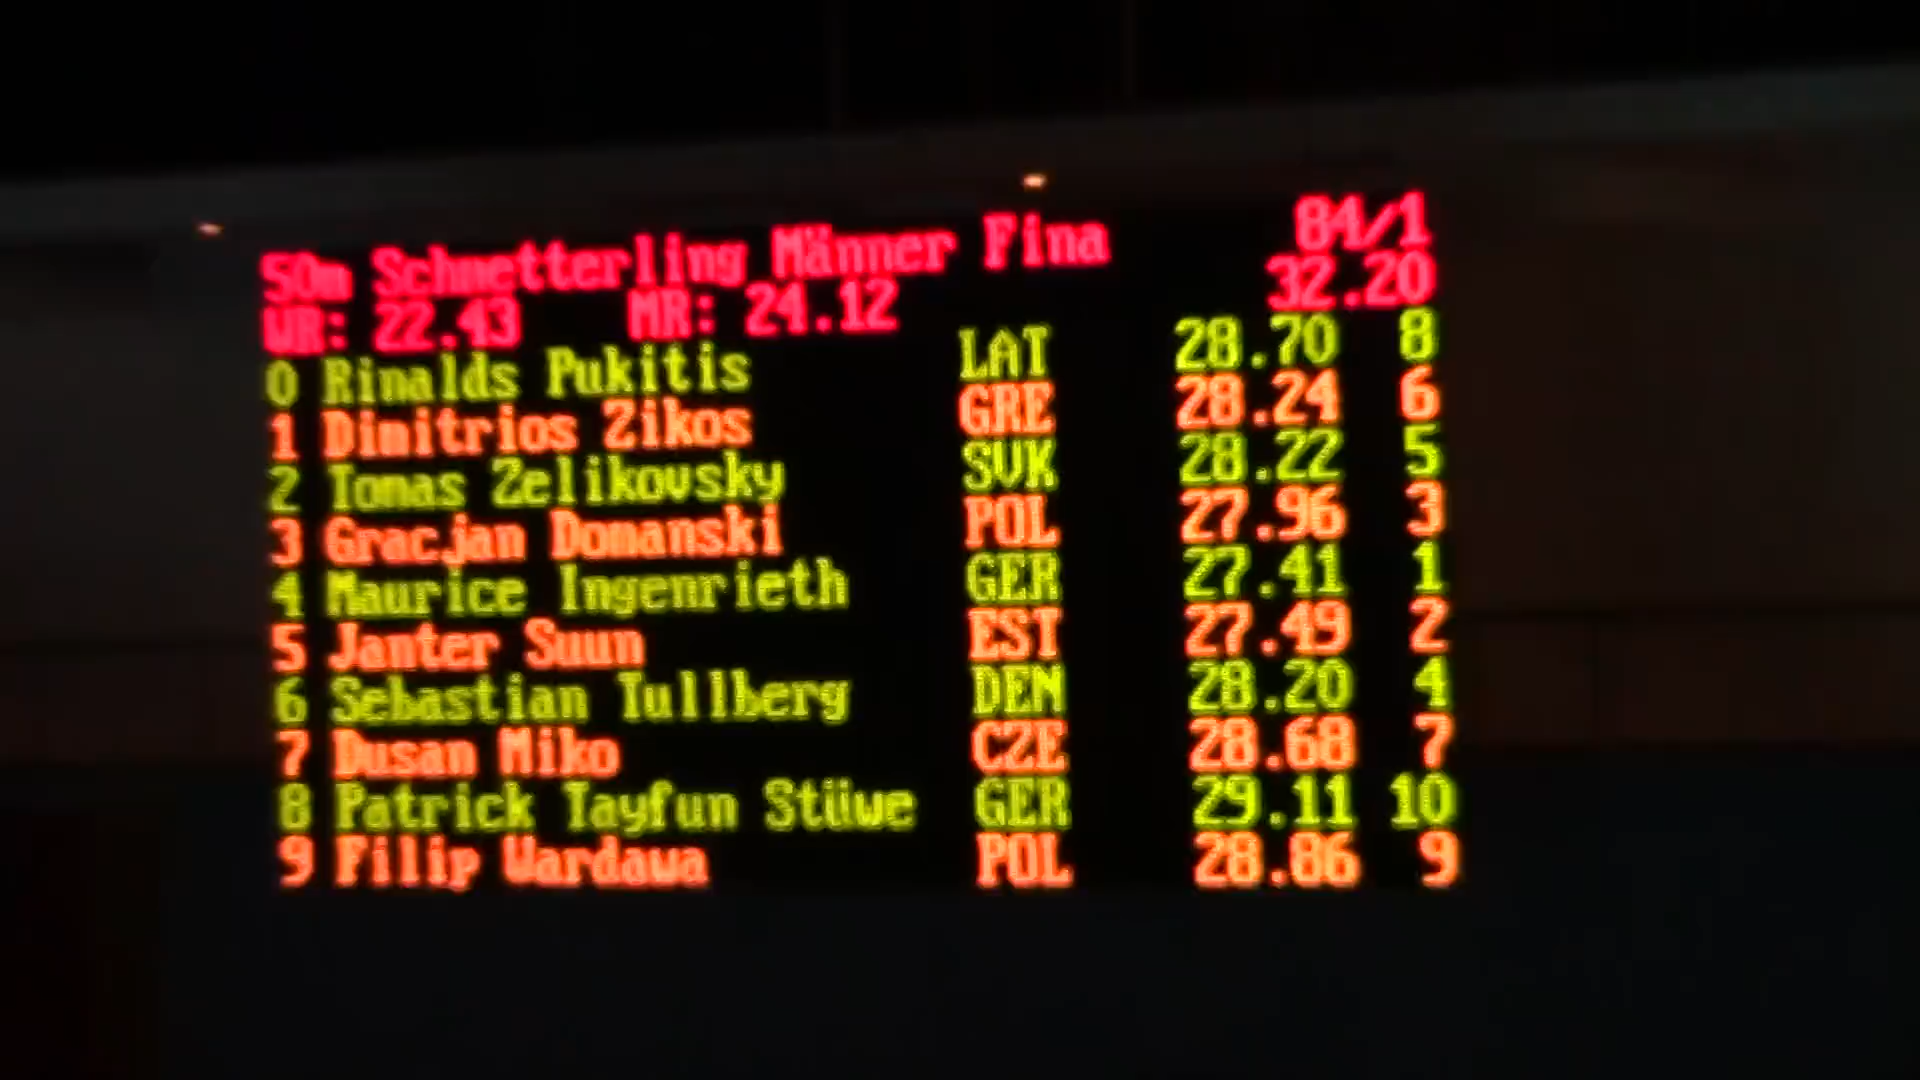 50m Schmetterling Männer Fina 84/1
WR: 22.43 MR: 24.12 32.20
0 Rinalds Pukitis LAT 28.70 8
1 Dimitrios Zikos GRE 28.24 6
2 Tomas Zelikovsky SVK 28.22 5
3 Gracjan Domanski POL 27.96 3
4 Maurice Ingenrieth GER 27.41 1
5 Janter Suun EST 27.49 2
6 Sebastian Tullberg DEN 28.20 4
7 Dusan Miko CZE 28.68 7
8 Patrick Tayfun Stüwe GER 29.11 10
9 Filip Wardawa POL 28.86 9